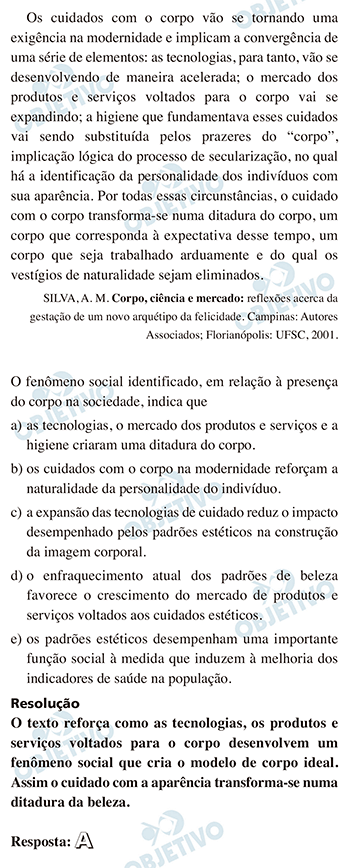 Os cuidados com o corpo vão se tornando uma
exigência na modernidade e implicam a convergência de
uma série de elementos: as tecnologias, para tanto, vão se
desenvolvendo de maneira acelerada; o mercado dos
produtos e serviços voltados para o corpo vai se
expandindo; a higiene que fundamentava esses cuidados
vai sendo substituída pelos prazeres do “corpo”,
implicação lógica do processo de secularização, no qual
há a identificação da personalidade dos indivíduos com
sua aparência. Por todas essas circunstâncias, o cuidado
com o corpo transforma-se numa ditadura do corpo, um
corpo que corresponda à expectativa desse tempo, um
corpo que seja trabalhado arduamente e do qual os
vestígios de naturalidade sejam eliminados.
SILVA, A. M. Corpo, ciência e mercado: reflexões acerca da
gestação de um novo arquétipo da felicidade. Campinas: Autores
Associados; Florianópolis: UFSC, 2001.
O fenômeno social identificado, em relação à presença
do corpo na sociedade, indica que
a) as tecnologias, o mercado dos produtos e serviços e a
higiene criaram uma ditadura do corpo.
b) os cuidados com o corpo na modernidade reforçam a
naturalidade da personalidade do indivíduo.
c) a expansão das tecnologias de cuidado reduz o impacto
desempenhado pelos padrões estéticos na construção
da imagem corporal.
d) o enfraquecimento atual dos padrões de beleza
favorece o crescimento do mercado de produtos e
serviços voltados aos cuidados estéticos.
e) os padrões estéticos desempenham uma importante
função social à medida que induzem à melhoria dos
indicadores de saúde na população.
Resolução
O texto reforça como as tecnologias, os produtos e
serviços voltados para o corpo desenvolvem um
fenômeno social que cria o modelo de corpo ideal.
Assim o cuidado com a aparência transforma-se numa
ditadura da beleza.
Resposta: A
OBJETIVO